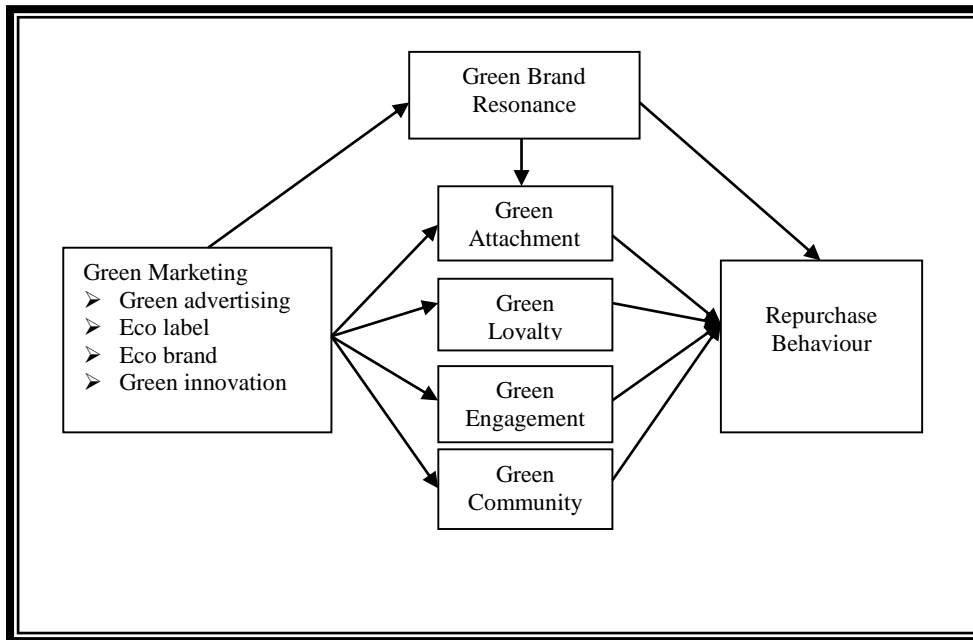 Green Brand
Resonance
Green
Attachment
Green Marketing
➢ Green advertising
➢ Eco label
➢ Eco brand
➢ Green innovation
Green
Loyalty
Repurchase
Behaviour
Green
Engagement
Green
Community